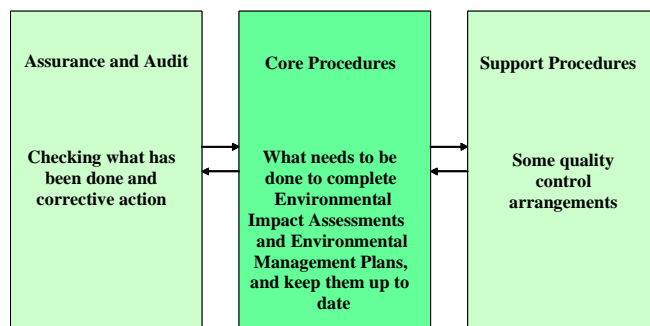 Assurance and Audit
Checking what has
been done and
corrective action
Core Procedures
What needs to be
done to complete
Environmental
Impact Assessments
and Environmental
Management Plans,
and keep them up to
date
Support Procedures
Some quality
control
arrangements